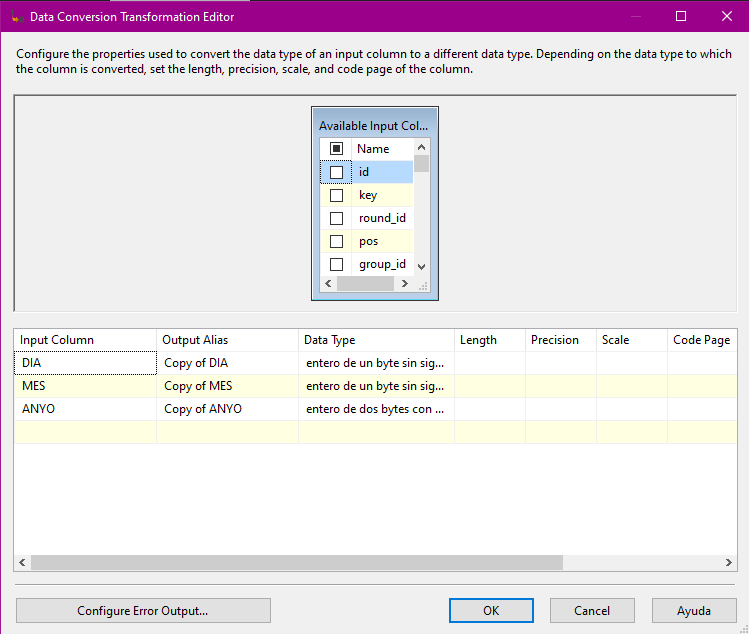 Data Conversion Transformation Editor
Configure the properties used to convert the data type of an input column to a different data type. Depending on the data type to which
the column is converted, set the length, precision, scale, and code page of the column.
Available Input Col...
Name
id
key
round_id
pos
group_id
Input Column Output Alias Data Type Length Precision Scale Code Page
DIA Copy of DIA entero de un byte sin sig...
MES Copy of MES entero de un byte sin sig...
ANYO Copy of ANYO entero de dos bytes con ...
Configure Error Output... OK Cancel Ayuda